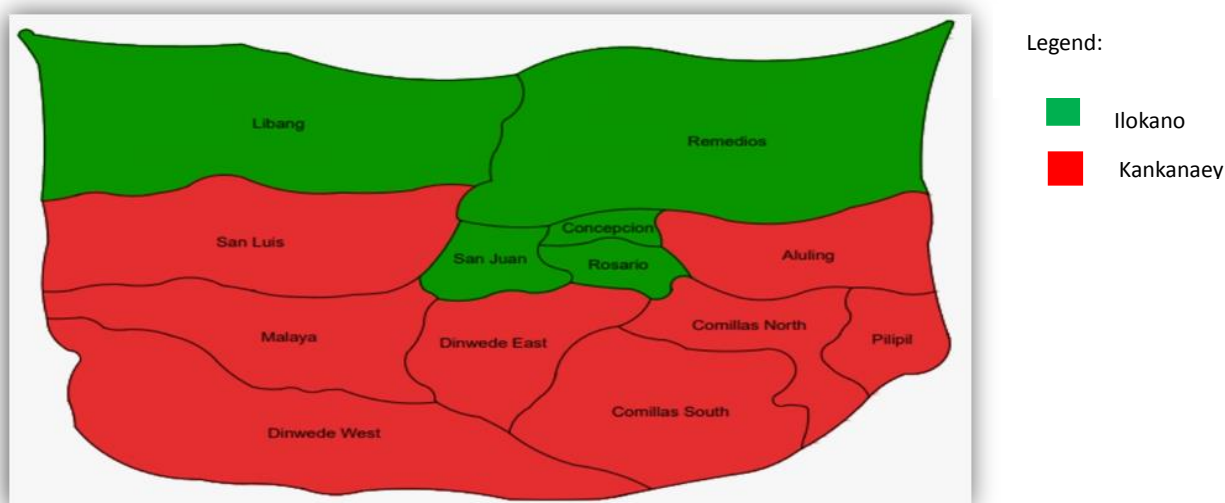 Legend:
Ilokano
Kankanaey
Libang
Remedios
Concepcion
San Luis
San Juan
Rosario
Aluling
Malaya
Dinwede East
Comillas North
Pilipil
Comillas South
Dinwede West